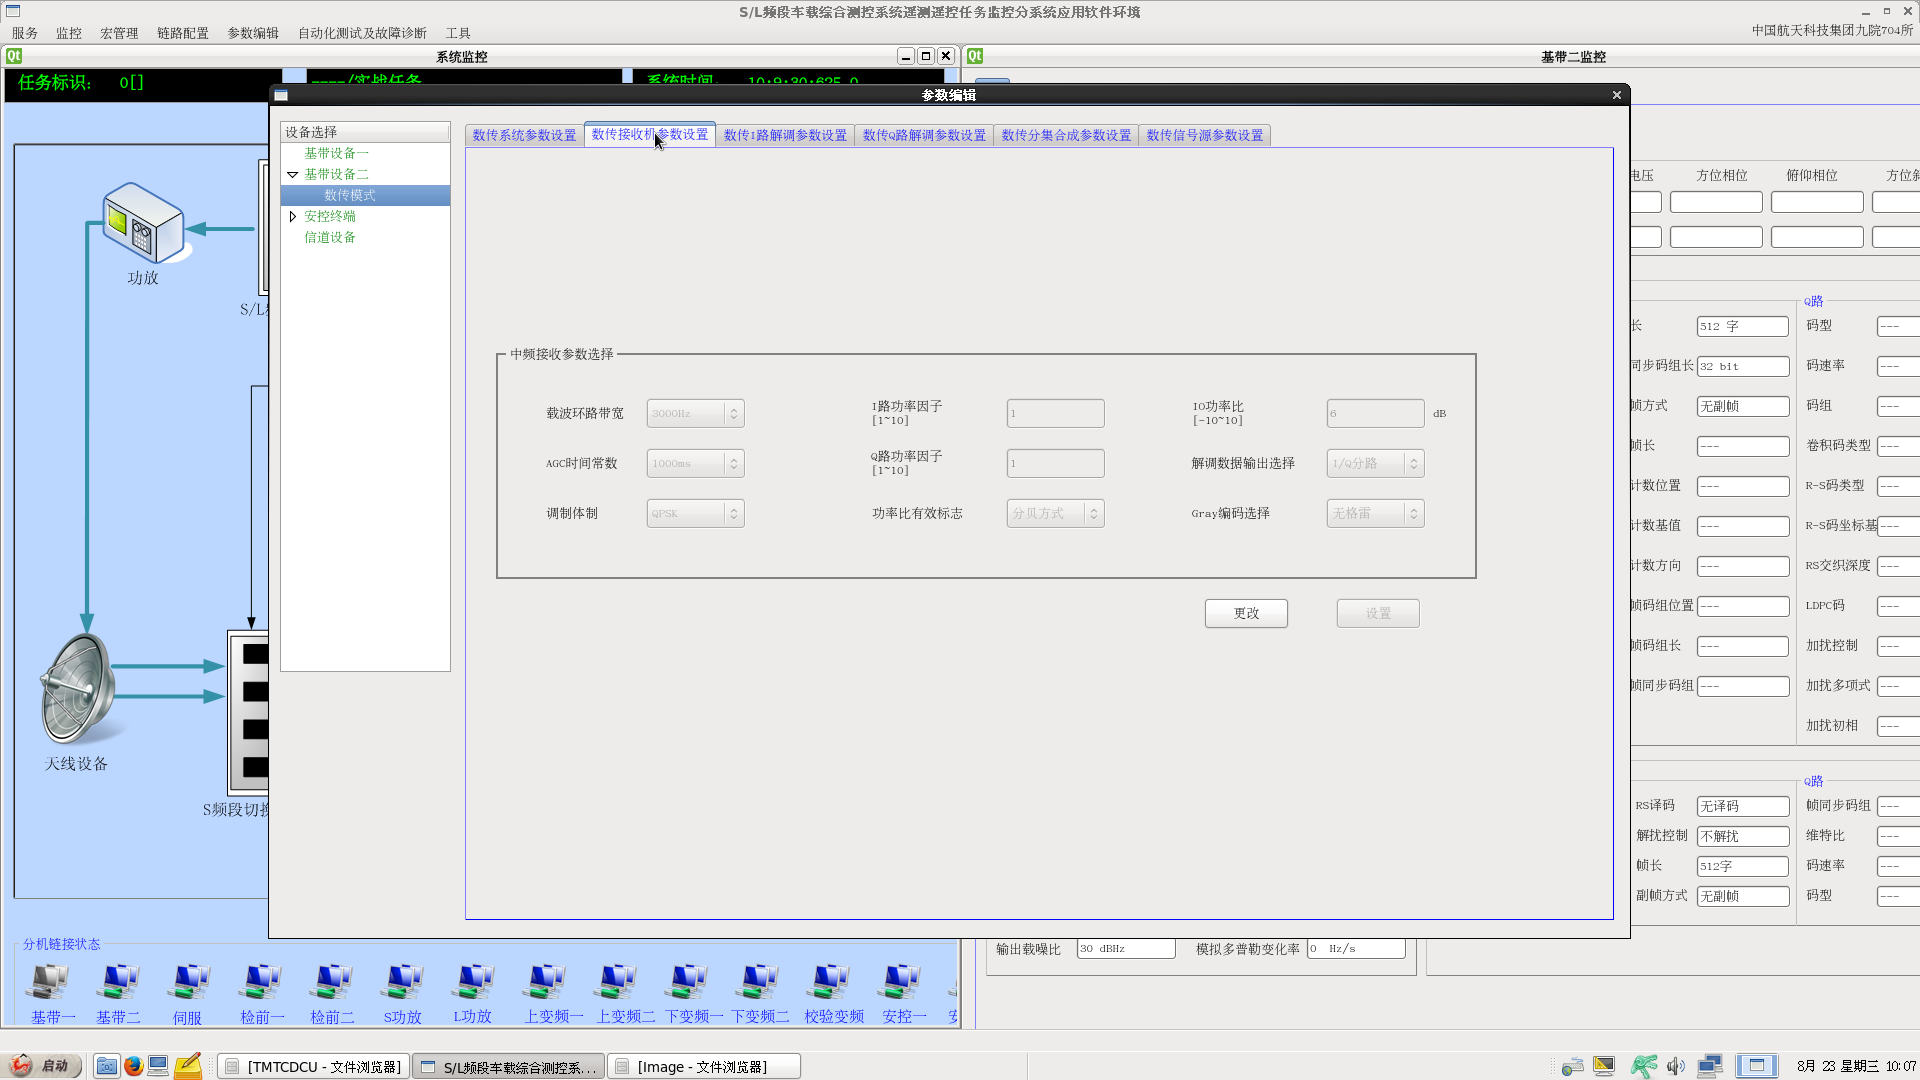 S/L频段车载综合测控系统遥测遥控任务监控分系统应用软件环境
服务 监控 宏管理 链路配置 参数编辑 自动化测试及故障诊断 工具
中国航天科技集团九院704所
系统监控
基带二监控
任务标识: 0[]
----/实战任务
系统时间: 10:9:30:625.0
参数编辑
设备选择
基带设备一
基带设备二
数传模式
安控终端
信道设备
数传系统参数设置 数传接收机参数设置 数传I路解调参数设置 数传Q路解调参数设置 数传分集合成参数设置 数传信号源参数设置
中频接收参数选择
载波环路带宽 3000Hz
I路功率因子
[1~10]
1
IQ功率比
[-10~10]
6 dB
AGC时间常数 1000ms
Q路功率因子
[1~10]
1
解调数据输出选择 I/Q分路
调制体制 QPSK
功率比有效标志 分贝方式
Gray编码选择 无格雷
更改 设置
功放
S/L
天线设备
S频段切换
电压 方位相位 俯仰相位 方位
Q路
长 512 字 码型 ---
同步码组长 32 bit 码速率 ---
帧方式 无副帧 码组 ---
帧长 --- 卷积码类型 ---
计数位置 --- R-S码类型 ---
计数基值 --- R-S码坐标基 ---
计数方向 --- RS交织深度 ---
帧码组位置 --- LDPC码 ---
帧码组长 --- 加扰控制 ---
帧同步码组 --- 加扰多项式 ---
加扰初相 ---
Q路
RS译码 无译码 帧同步码组 ---
解扰控制 不解扰 维特比 ---
帧长 512字 码速率 ---
副帧方式 无副帧 码型 ---
输出载噪比 30 dBHz 模拟多普勒变化率 0 Hz/s
分机链接状态
基带一 基带二 伺服 检前一 检前二 S功放 L功放 上变频一 上变频二 下变频一 下变频二 校验变频 安控一
启动
[TMTCDCU - 文件浏览器]
S/L频段车载综合测控系...
[Image - 文件浏览器]
8月 23 星期三 10:07